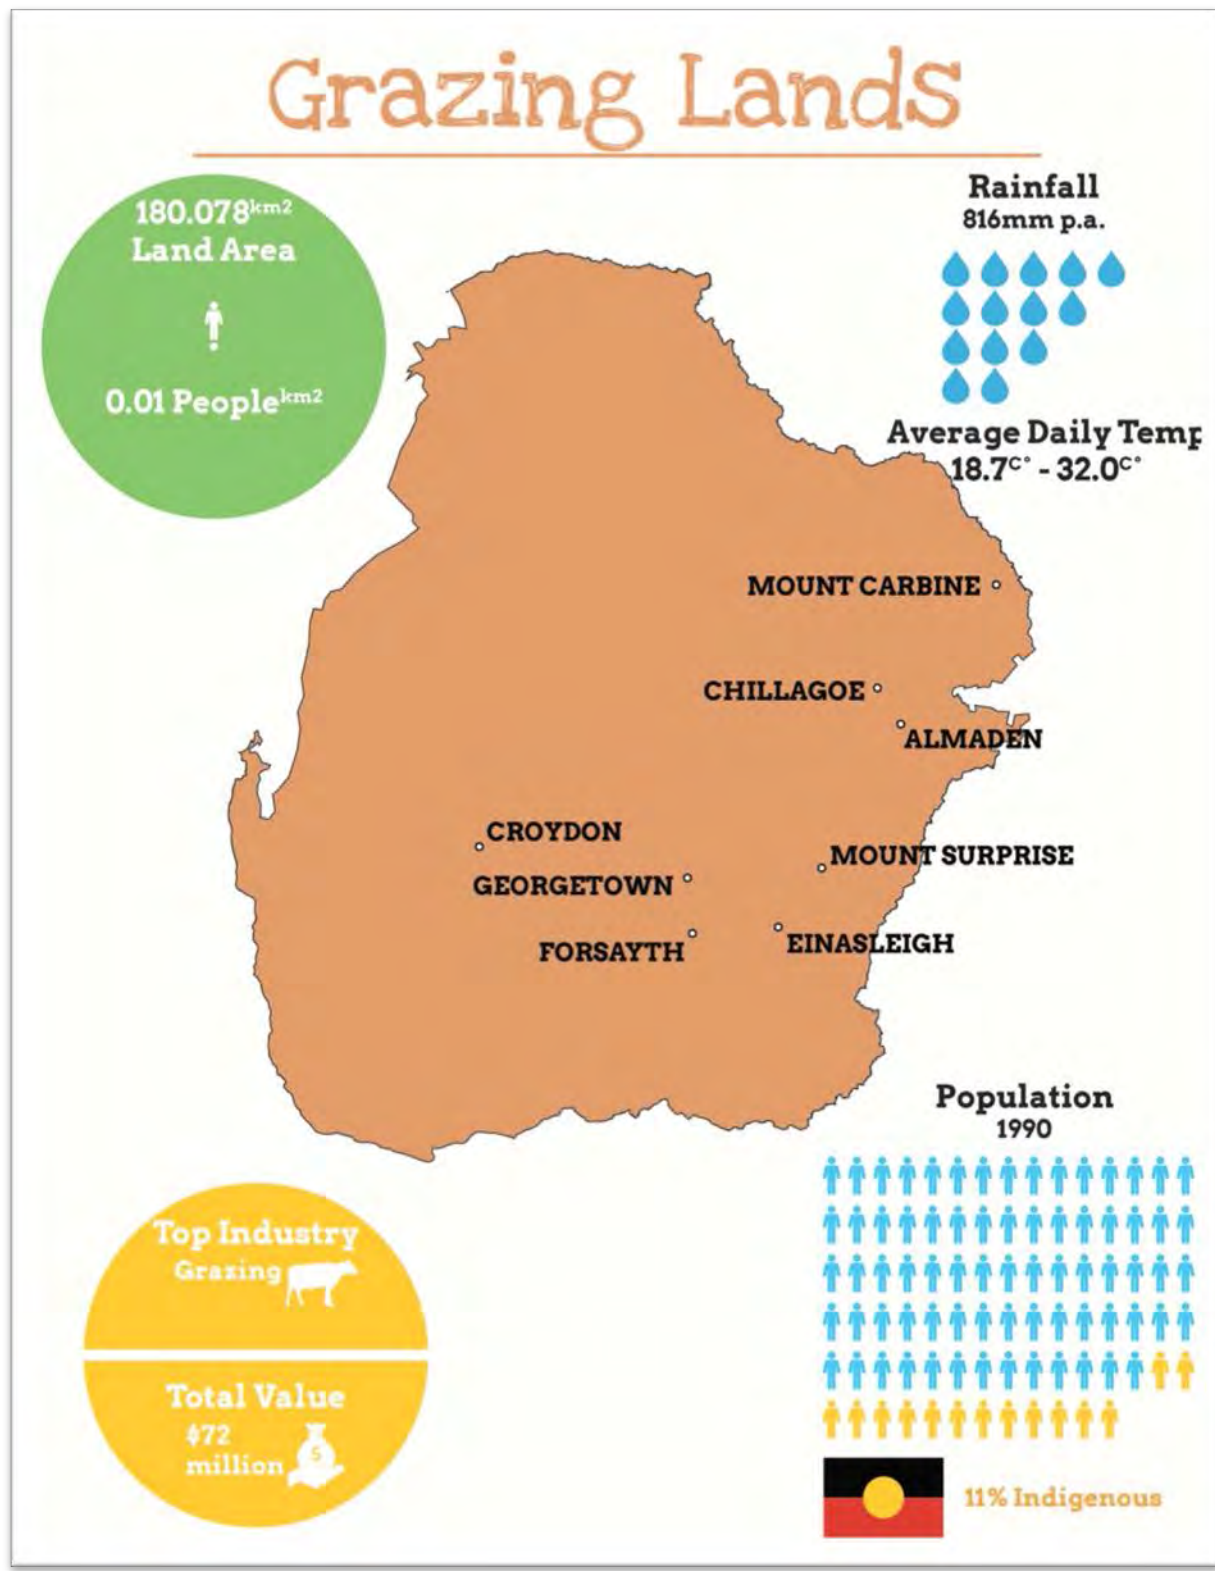 Grazing Lands
180.078km2
Land Area
0.01 Peoplekm2
Rainfall
816mm p.a.
Average Daily Temp
18.7C° - 32.0C°
MOUNT CARBINE
CHILLAGOE
ALMADEN
CROYDON
MOUNT SURPRISE
GEORGETOWN
FORSAYTH
EINASLEIGH
Population
1990
Top Industry
Grazing
Total Value
$72
million
$
11% Indigenous